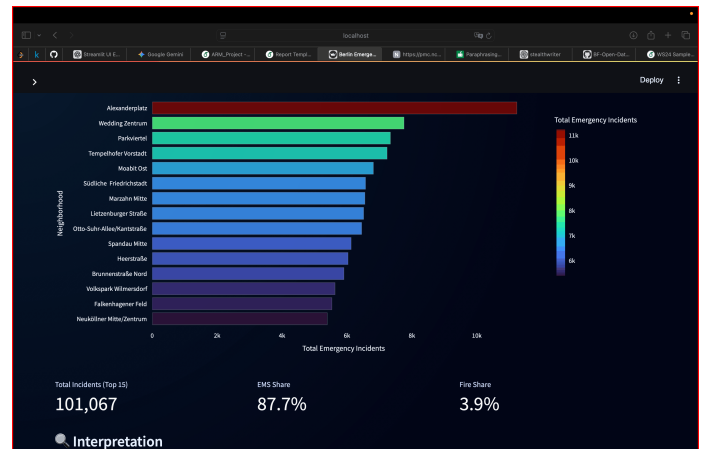 localhost
k
Streamlit UI E...
Google Gemini
ARM_Project -...
Report Templ...
Berlin Emerge...
https://pmc.nc...
Paraphrasing...
stealthwriter
BF-Open-Dat...
WS24 Sample...
Deploy
Total Emergency Incidents
11k
10k
9k
8k
7k
6k
Neighborhood
Alexanderplatz
Wedding Zentrum
Parkviertel
Tempelhofer Vorstadt
Moabit Ost
Südliche Friedrichstadt
Marzahn Mitte
Lietzenburger Straße
Otto-Suhr-Allee/Kantstraße
Spandau Mitte
Heerstraße
Brunnenstraße Nord
Volkspark Wilmersdorf
Falkenhagener Feld
Neuköllner Mitte/Zentrum
0 2k 4k 6k 8k 10k
Total Emergency Incidents
Total Incidents (Top 15) EMS Share Fire Share
101,067 87.7% 3.9%
Interpretation